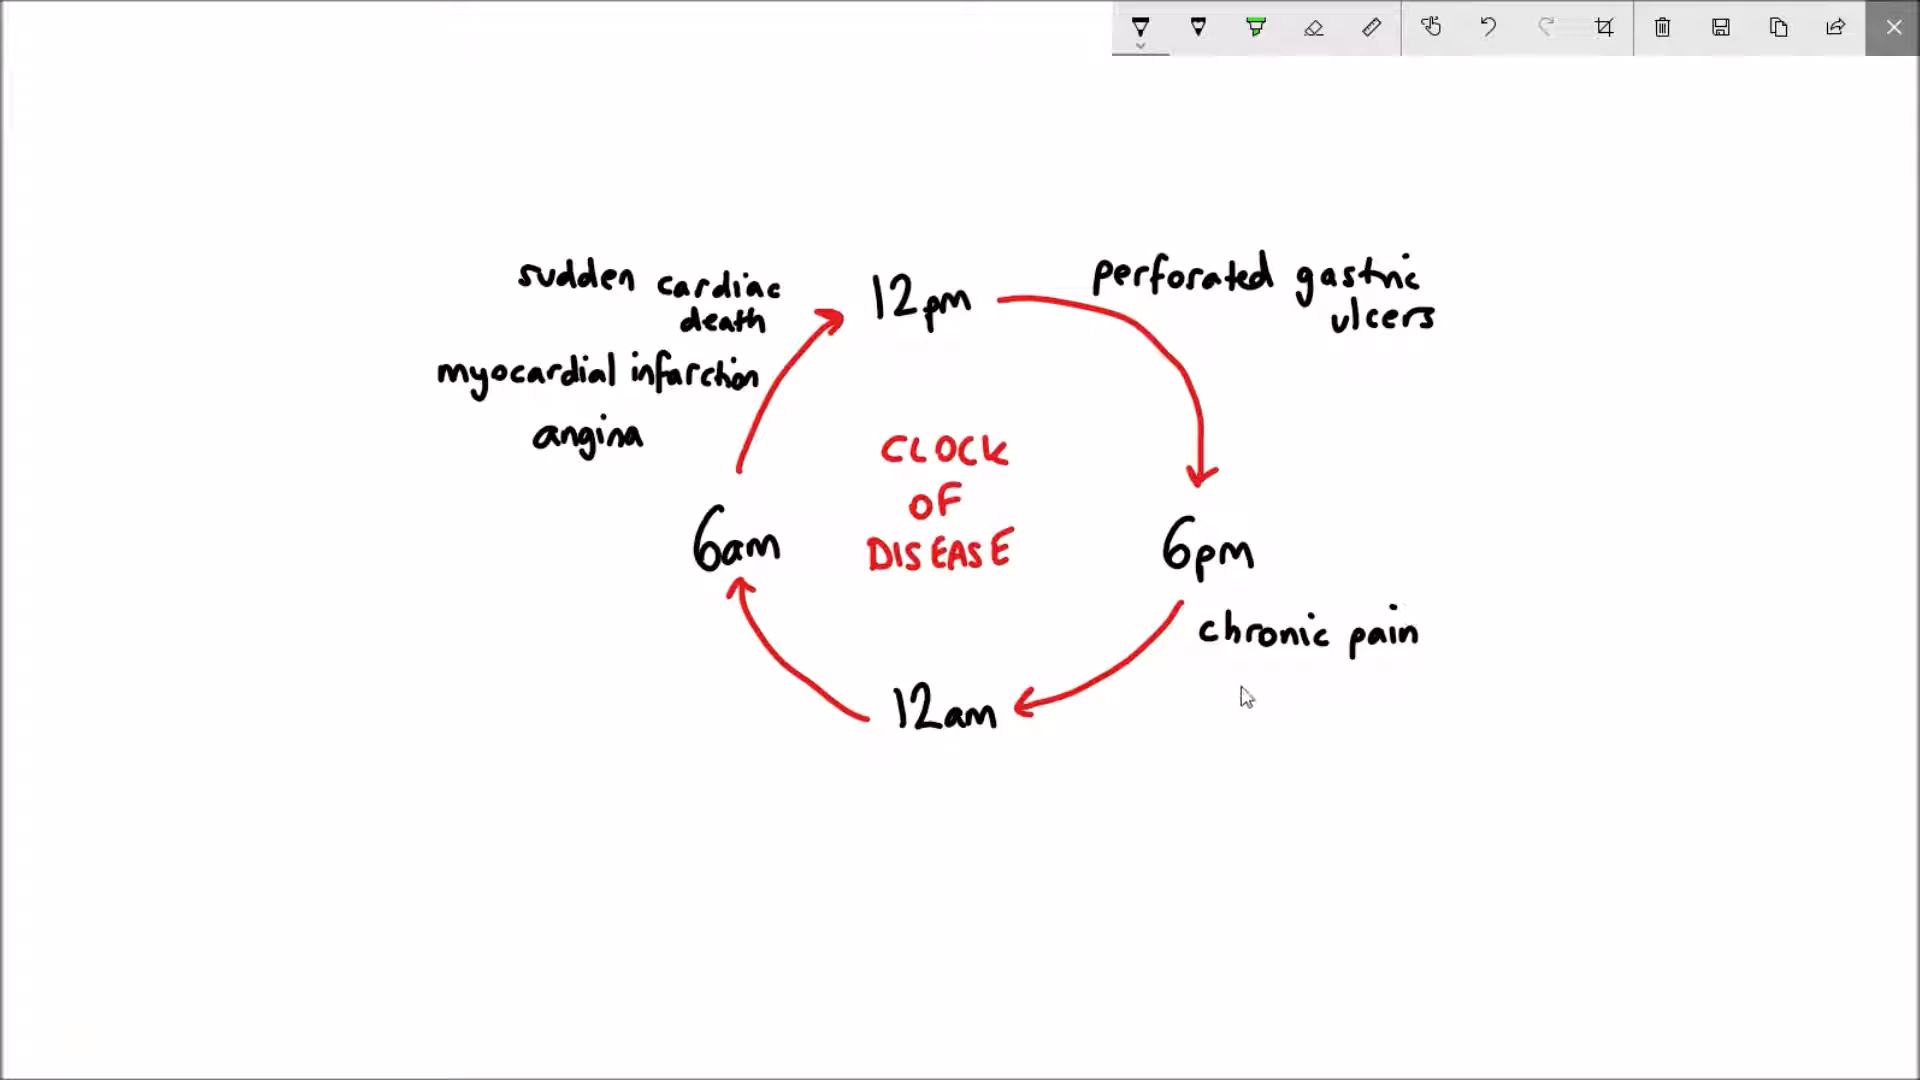 sudden cardiac
death
myocardial infarction
angina
12pm
perforated gastric
ulcers
CLOCK
OF
DISEASE
6am
6pm
chronic pain
12am